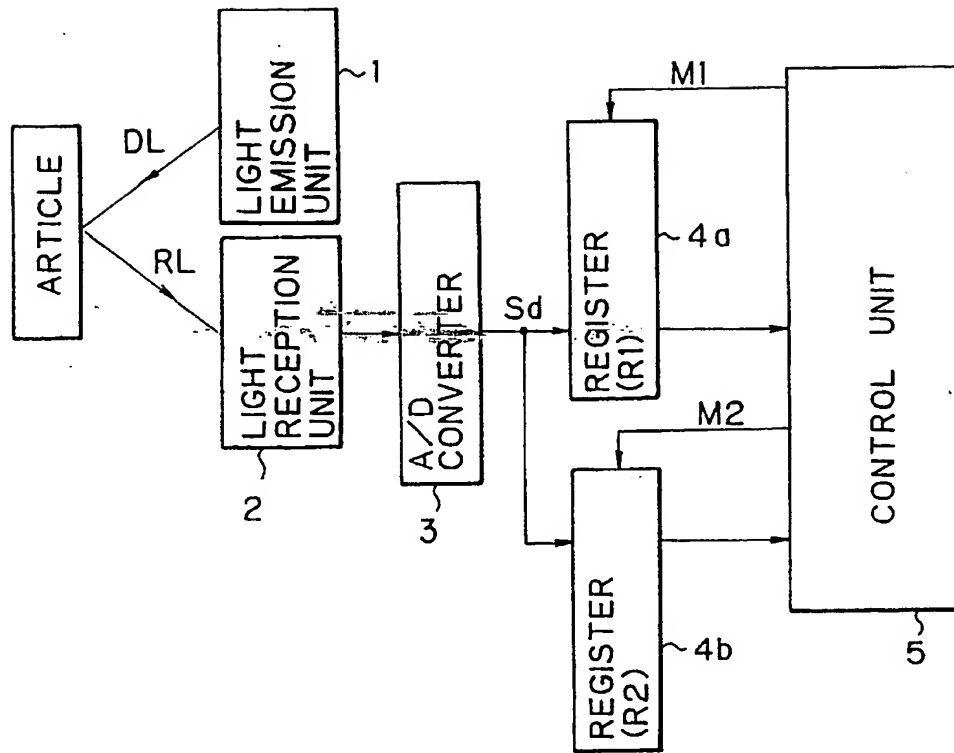 ARTICLE
DL
RL
LIGHT
EMISSION
UNIT
1
LIGHT
RECEPTION
UNIT
2
A/D
CONVERTER
3
Sd
M1
REGISTER
(R1)
4a
M2
REGISTER
(R2)
4b
CONTROL UNIT
5